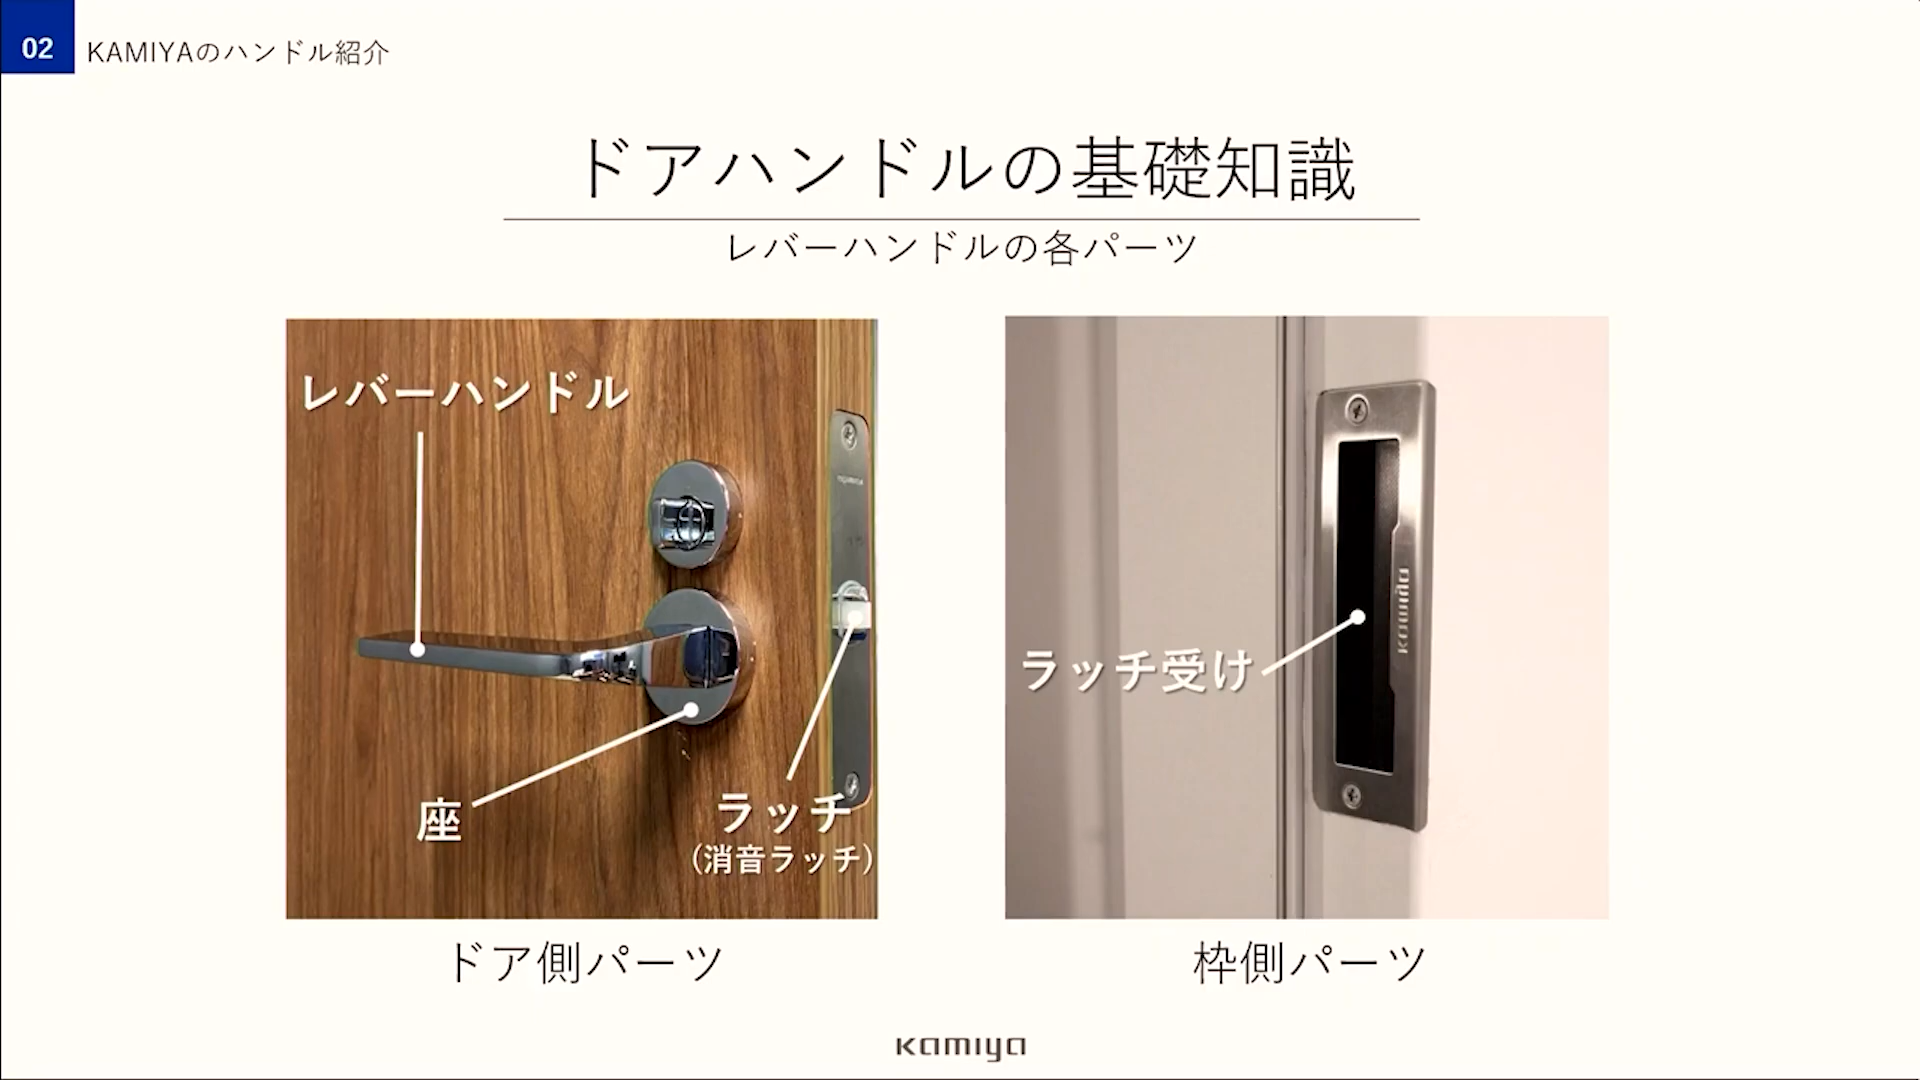 02
KAMIYAのハンドル紹介
ドアハンドルの基礎知識
レバーハンドルの各パーツ
レバーハンドル
座
ラッチ
(消音ラッチ)
ラッチ受け
kamiya
ドア側パーツ
枠側パーツ
kamiya